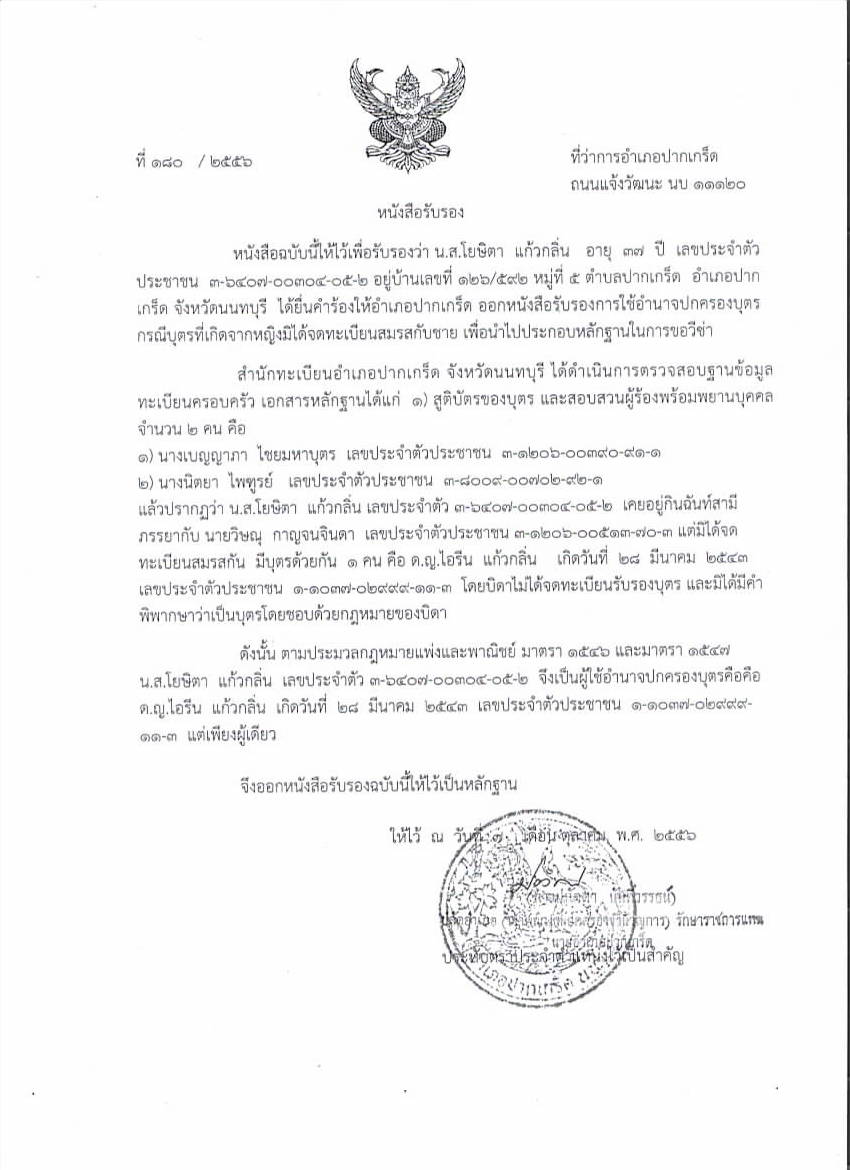 ที่ ๑๘๐ / ๒๕๕๖
ที่ว่าการอำเภอปากเกร็ด
ถนนแจ้งวัฒนะ นบ ๑๑๑๒๐
หนังสือรับรอง
หนังสือฉบับนี้ให้ไว้เพื่อรับรองว่า น.ส.โยษิตา แก้วกลิ่น อายุ ๓๗ ปี เลขประจำตัว
ประชาชน ๓-๖๔๐๗-๐๐๓๐๔-๐๕-๒ อยู่บ้านเลขที่ ๑๒๖/๕๙๒ หมู่ที่ ๕ ตำบลปากเกร็ด อำเภอปาก
เกร็ด จังหวัดนนทบุรี ได้ยื่นคำร้องให้อำเภอปากเกร็ด ออกหนังสือรับรองการใช้อำนาจปกครองบุตร
กรณีบุตรที่เกิดจากหญิงมิได้จดทะเบียนสมรสกับชาย เพื่อนำไปประกอบหลักฐานในการขอวีซ่า
สำนักทะเบียนอำเภอปากเกร็ด จังหวัดนนทบุรี ได้ดำเนินการตรวจสอบฐานข้อมูล
ทะเบียนครอบครัว เอกสารหลักฐานได้แก่ ๑) สูติบัตรของบุตร และสอบสวนผู้ร้องพร้อมพยานบุคคล
จำนวน ๒ คน คือ
๑) นางเบญญาภา ไชยมหาบุตร เลขประจำตัวประชาชน ๓-๑๒๐๖-๐๐๓๙๐-๙๑-๑
๒) นางนิตยา ไพฑูรย์ เลขประจำตัวประชาชน ๓-๘๐๐๙-๐๐๗๐๒-๙๒-๑
แล้วปรากฏว่า น.ส.โยษิตา แก้วกลิ่น เลขประจำตัว ๓-๖๔๐๗-๐๐๓๐๔-๐๕-๒ เคยอยู่กินฉันท์สามี
ภรรยากับ นายวิษณุ กาญจนจินดา เลขประจำตัวประชาชน ๓-๑๒๐๖-๐๐๕๑๓-๗๐-๓ แต่มิได้จด
ทะเบียนสมรสกัน มีบุตรด้วยกัน ๑ คน คือ ด.ญ.ไอรีน แก้วกลิ่น เกิดวันที่ ๒๘ มีนาคม ๒๕๔๓
เลขประจำตัวประชาชน ๑-๑๐๓๗-๐๒๙๙๙-๑๑-๓ โดยบิดาไม่ได้จดทะเบียนรับรองบุตร และมิได้มีคำ
พิพากษาว่าเป็นบุตรโดยชอบด้วยกฎหมายของบิดา
ดังนั้น ตามประมวลกฎหมายแพ่งและพาณิชย์ มาตรา ๑๕๔๖ และมาตรา ๑๕๔๗
น.ส.โยษิตา แก้วกลิ่น เลขประจำตัว ๓-๖๔๐๗-๐๐๓๐๔-๐๕-๒ จึงเป็นผู้ใช้อำนาจปกครองบุตรคือคือ
ด.ญ.ไอรีน แก้วกลิ่น เกิดวันที่ ๒๘ มีนาคม ๒๕๔๓ เลขประจำตัวประชาชน ๑-๑๐๓๗-๐๒๙๙๙-
๑๑-๓ แต่เพียงผู้เดียว
จึงออกหนังสือรับรองฉบับนี้ให้ไว้เป็นหลักฐาน
ให้ไว้ ณ วันที่ ๗ เดือน ตุลาคม พ.ศ. ๒๕๕๖
รักษาราชการแทน
ประทับตราประจำตำแหน่งไว้เป็นสำคัญ